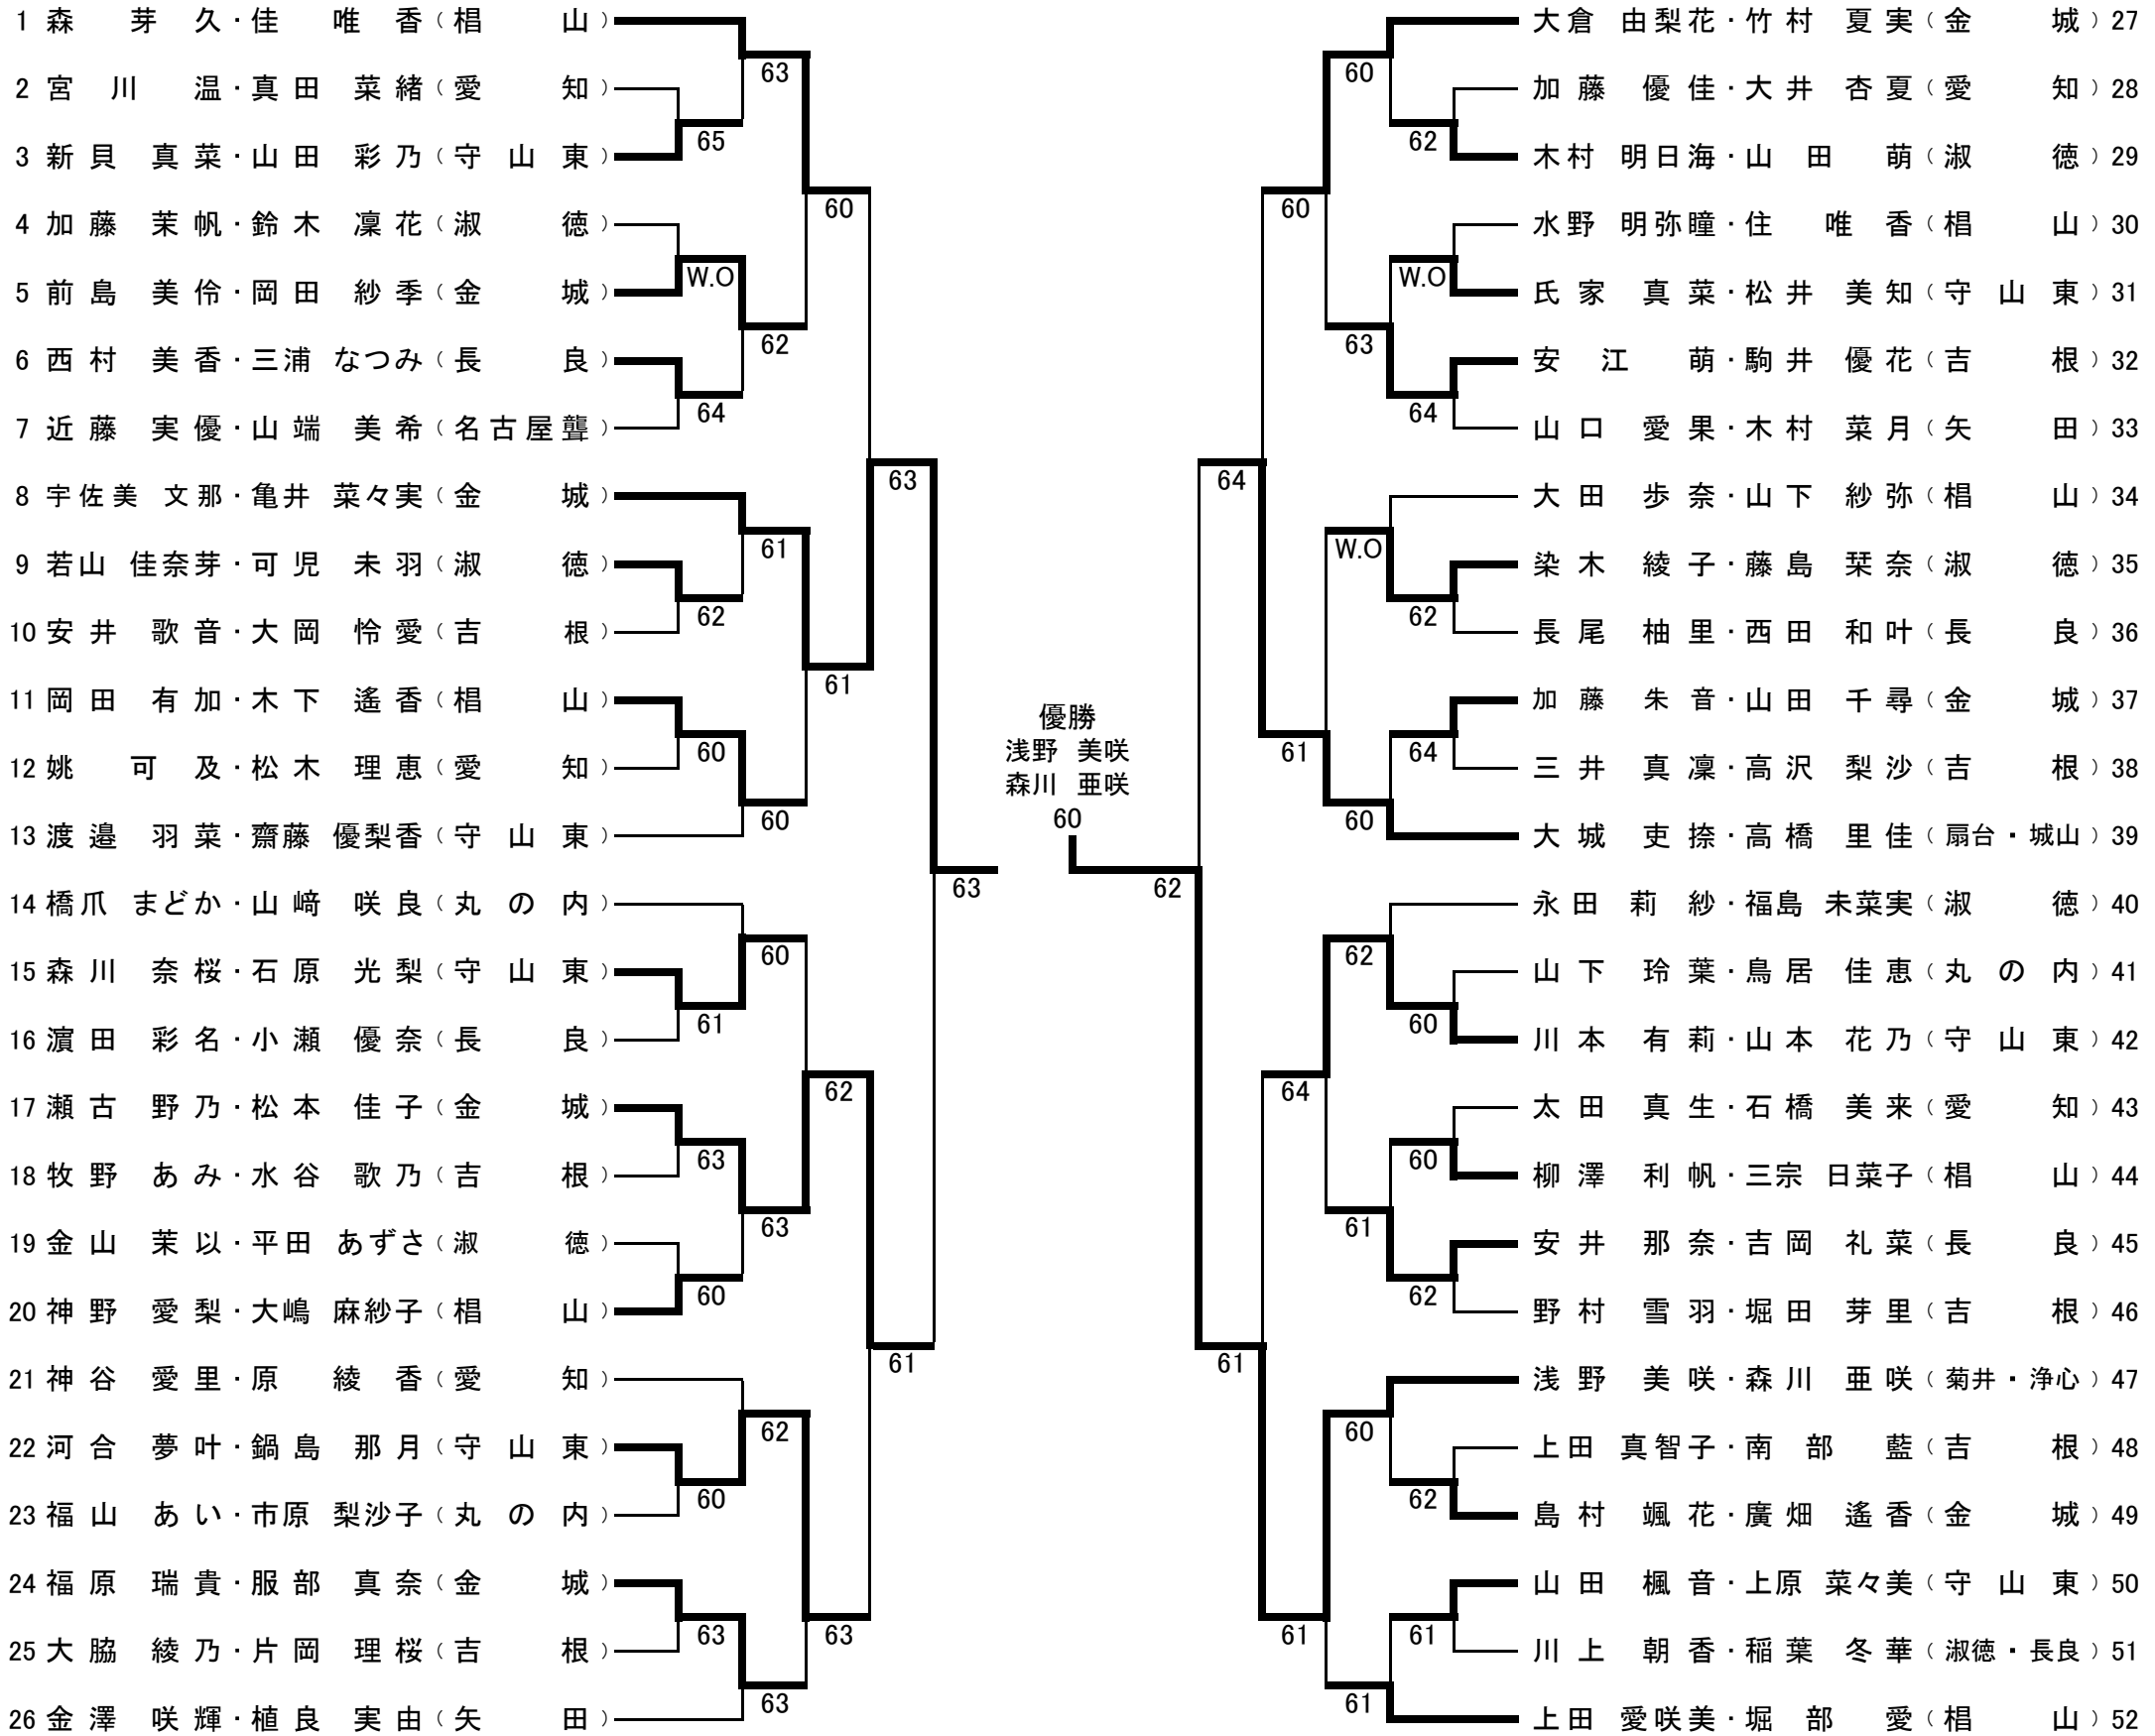 1 森 芽 久・佳 唯 香（椙 山）
2 宮 川 温・真 田 菜 緒（愛 知）
3 新 貝 真 菜・山 田 彩 乃（守 山 東）
4 加 藤 茉 帆・鈴 木 凜 花（淑 徳）
5 前 島 美 伶・岡 田 紗 季（金 城）
6 西 村 美 香・三浦 なつみ（長 良）
7 近 藤 実 優・山 端 美 希（名古屋聾）
8 宇佐美 文那・亀井 菜々実（金 城）
9 若山 佳奈芽・可 児 未 羽（淑 徳）
10 安 井 歌 音・大 岡 怜 愛（吉 根）
11 岡 田 有 加・木 下 遙 香（椙 山）
12 姚 可 及・松 木 理 恵（愛 知）
13 渡 邉 羽 菜・齋藤 優梨香（守 山 東）
14 橋爪 まどか・山 﨑 咲 良（丸 の 内）
15 森 川 奈 桜・石 原 光 梨（守 山 東）
16 濵 田 彩 名・小 瀬 優 奈（長 良）
17 瀬 古 野 乃・松 本 佳 子（金 城）
18 牧 野 あ み・水 谷 歌 乃（吉 根）
19 金 山 茉 以・平田 あずさ（淑 徳）
20 神 野 愛 梨・大嶋 麻紗子（椙 山）
21 神 谷 愛 里・原 綾 香（愛 知）
22 河 合 夢 叶・鍋 島 那 月（守 山 東）
23 福 山 あ い・市原 梨沙子（丸 の 内）
24 福 原 瑞 貴・服 部 真 奈（金 城）
25 大 脇 綾 乃・片 岡 理 桜（吉 根）
26 金 澤 咲 輝・植 良 実 由（矢 田）
63
65
W.O
64
62
60
62
61
60
60
61
63
61
60
63
60
63
62
60
62
60
63
63
63
61
63
優勝
浅野 美咲
森川 亜咲
60
62
60
62
60
W.O
64
63
64
W.O
62
61
64
60
62
60
64
60
61
62
61
60
62
61
61
61
大倉 由梨花・竹 村 夏 実（金 城）27
加 藤 優 佳・大 井 杏 夏（愛 知）28
木村 明日海・山 田 萌（淑 徳）29
水野 明弥瞳・住 唯 香（椙 山）30
氏 家 真 菜・松 井 美 知（守 山 東）31
安 江 萌・駒 井 優 花（吉 根）32
山 口 愛 果・木 村 菜 月（矢 田）33
大 田 歩 奈・山 下 紗 弥（椙 山）34
染 木 綾 子・藤 島 栞 奈（淑 徳）35
長 尾 柚 里・西 田 和 叶（長 良）36
加 藤 朱 音・山 田 千 尋（金 城）37
三 井 真 凜・高 沢 梨 沙（吉 根）38
大 城 吏 捺・高 橋 里 佳（扇台・城山）39
永 田 莉 紗・福島 未菜実（淑 徳）40
山 下 玲 葉・鳥 居 佳 恵（丸 の 内）41
川 本 有 莉・山 本 花 乃（守 山 東）42
太 田 真 生・石 橋 美 来（愛 知）43
柳 澤 利 帆・三宗 日菜子（椙 山）44
安 井 那 奈・吉 岡 礼 菜（長 良）45
野 村 雪 羽・堀 田 芽 里（吉 根）46
浅 野 美 咲・森 川 亜 咲（菊井・浄心）47
上田 真智子・南 部 藍（吉 根）48
島 村 颯 花・廣 畑 遙 香（金 城）49
山 田 楓 音・上原 菜々美（守 山 東）50
川 上 朝 香・稲 葉 冬 華（淑徳・長良）51
上田 愛咲美・堀 部 愛（椙 山）52